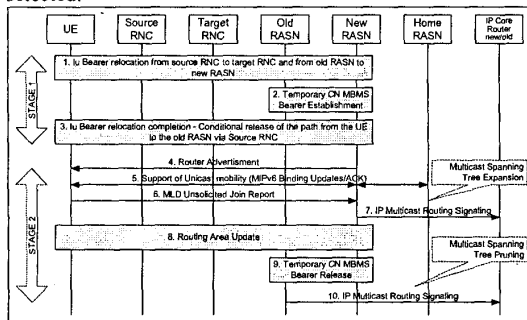 UE
Source
RNC
Target
RNC
Old
RASN
New
RASN
Home
RASN
IP Core
Router
new/old
1. Iu Bearer relocation from source RNC to target RNC and from old RASN to
new RASN
2. Temporary CN MBMS
Bearer Establishment
STAGE 1
3. Iu Bearer relocation completion - Conditional release of the path from the UE
to the old RASN via Source RNC
4. Router Advertisment
5. Support of Unicast mobility (MIPv6 Binding Updates/ACK)
Multicast Spanning
Tree Expansion
6. MLD Unsolicited Join Report
7. IP Multicast Routing Signaling
STAGE 2
8. Routing Area Update
Multicast Spanning
Tree Pruning
9. Temporary CN MBMS
Bearer Release
10. IP Multicast Routing Signaling